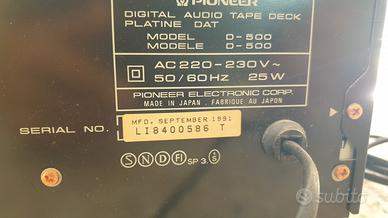 PIONEER
DIGITAL AUDIO TAPE DECK
PLATINE DAT
MODEL D-500
MODELE D-500
AC 220-230V~
50/60HZ 25W
PIONEER ELECTRONIC CORP.
MADE IN JAPAN . FABRIQUE AU JAPON
MFD. SEPTEMBER 1991
SERIAL NO. LI8400586 T
S N D FI SP 3.
subito